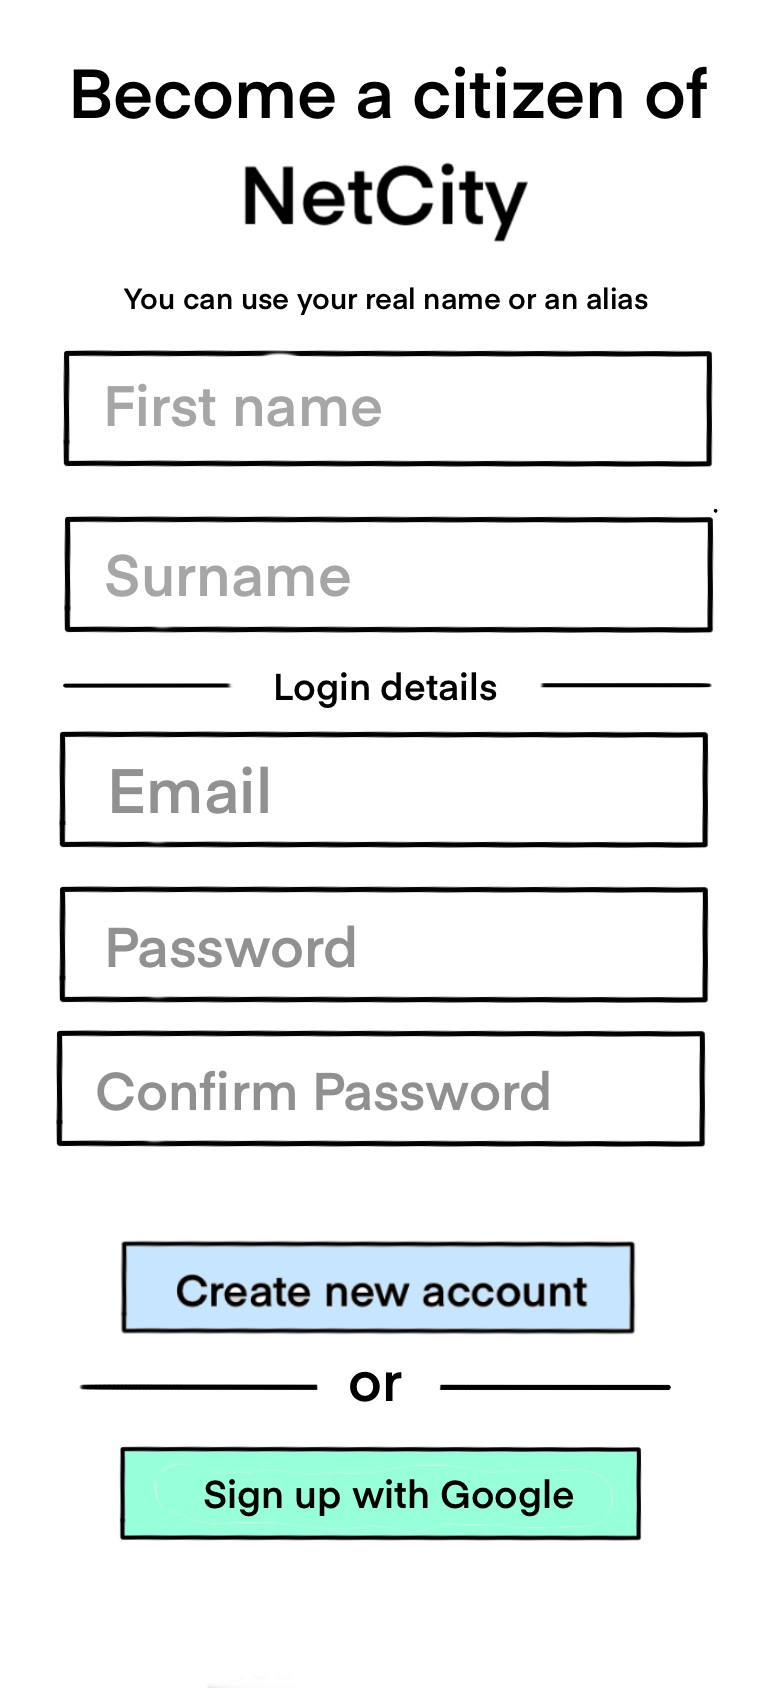 Become a citizen of
NetCity
You can use your real name or an alias
First name
Surname
Login details
Email
Password
Confirm Password
Create new account
or
Sign up with Google